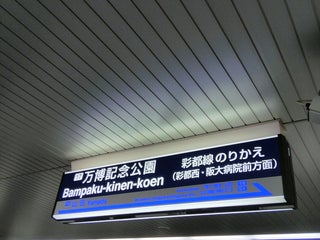 万博記念公園
彩都線のりかえ
Bampaku-kinen-koen
(彩都西・阪大病院前方面)